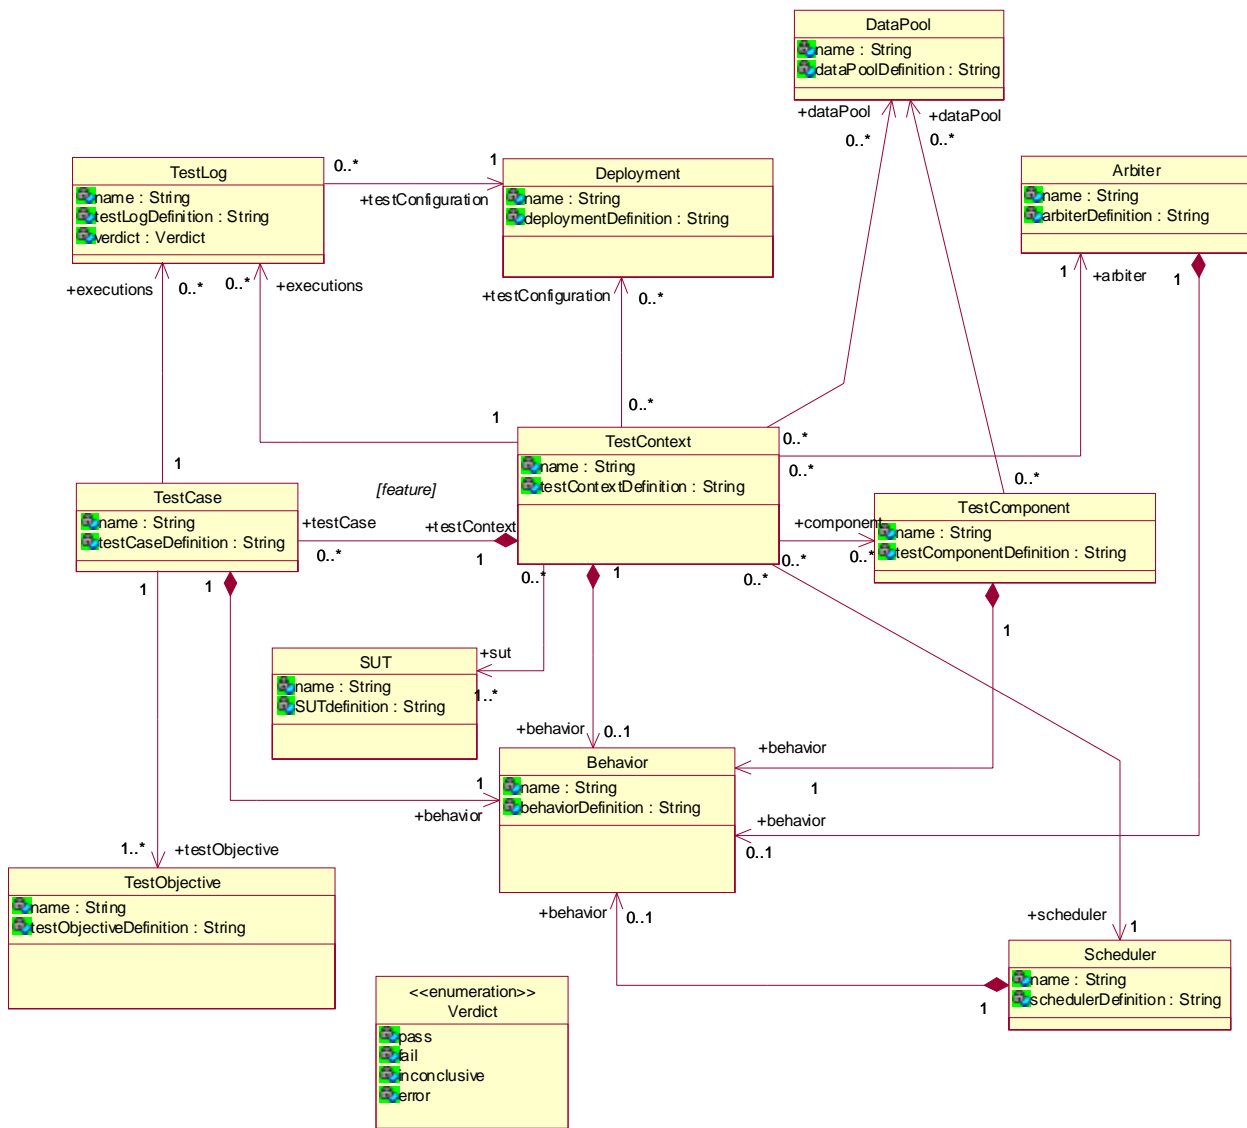 DataPool
name : String
dataPoolDefinition : String
+dataPool
+dataPool
0..*
0..*
TestLog
name : String
testLogDefinition : String
verdict : Verdict
0..*
1
+testConfiguration
Deployment
name : String
deploymentDefinition : String
Arbiter
name : String
arbiterDefinition : String
+executions
0..*
0..*
+executions
+testConfiguration
0..*
1
+arbiter
1
1
0..*
TestContext
name : String
testContextDefinition : String
0..*
0..*
0..*
1
TestCase
name : String
testCaseDefinition : String
[feature]
+testCase
0..*
+testContext
1
TestComponent
name : String
testComponentDefinition : String
+component
0..*
0..*
0..*
0..*
1
1
1
1
SUT
name : String
SUTdefinition : String
+sut
1..*
+behavior
0..1
Behavior
name : String
behaviorDefinition : String
+behavior
1
1
+behavior
+behavior
0..1
1..*
+testObjective
TestObjective
name : String
testObjectiveDefinition : String
+behavior
0..1
+scheduler
1
Scheduler
name : String
schedulerDefinition : String
1
<<enumeration>>
Verdict
pass
fail
inconclusive
error